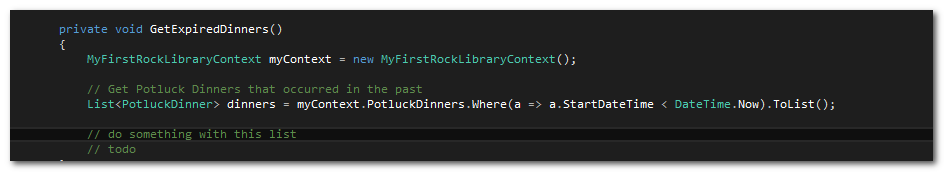 private void GetExpiredDinners()
{
MyFirstRockLibraryContext myContext = new MyFirstRockLibraryContext();
// Get Potluck Dinners that occurred in the past
List<PotluckDinner> dinners = myContext.PotluckDinners.Where(a => a.StartDateTime < DateTime.Now).ToList();
// do something with this list
// todo